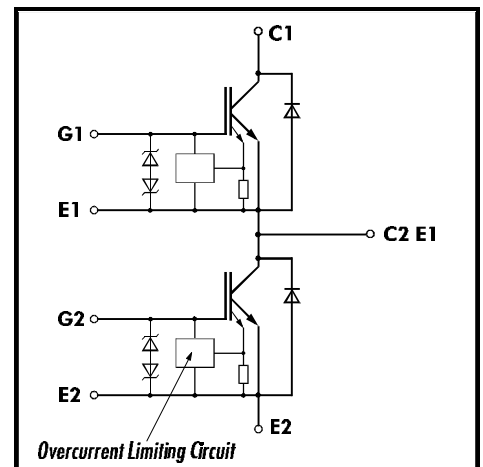 C1
G1
E1
C2 E1
G2
E2
E2
Overcurrent Limiting Circuit